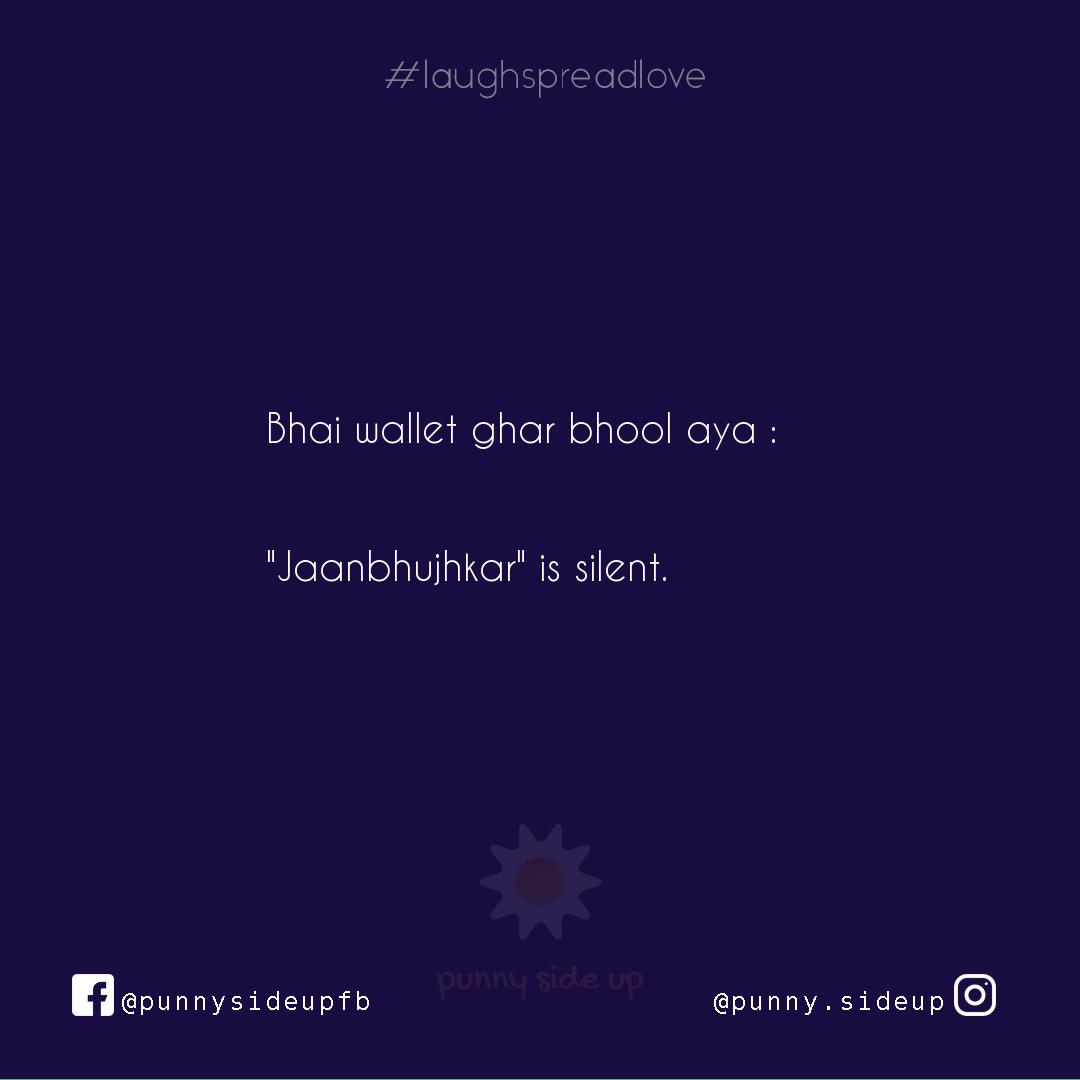 #laughspreadlove
Bhai wallet ghar bhool aya :
"Jaanbhujhkar" is silent.
punny side up
@punnysideupfb
@punny.sideup